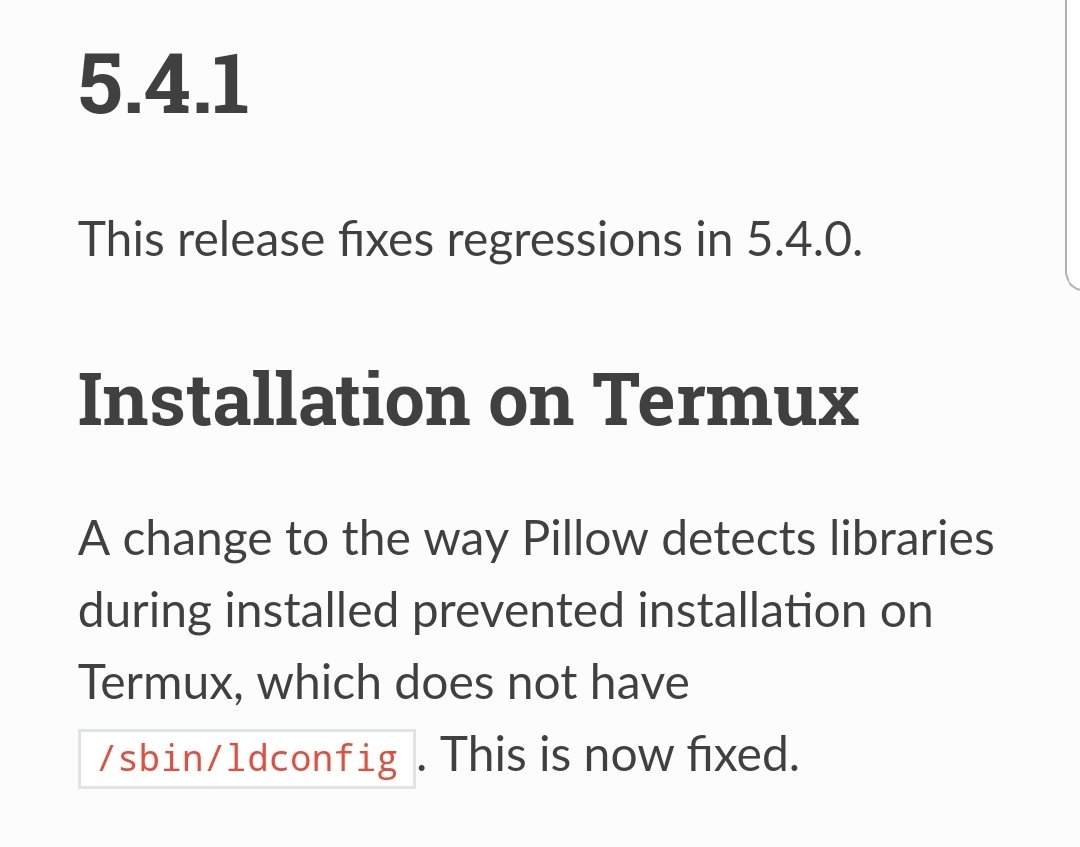 5.4.1
This release fixes regressions in 5.4.0.
Installation on Termux
A change to the way Pillow detects libraries
during installed prevented installation on
Termux, which does not have
/sbin/ldconfig. This is now fixed.